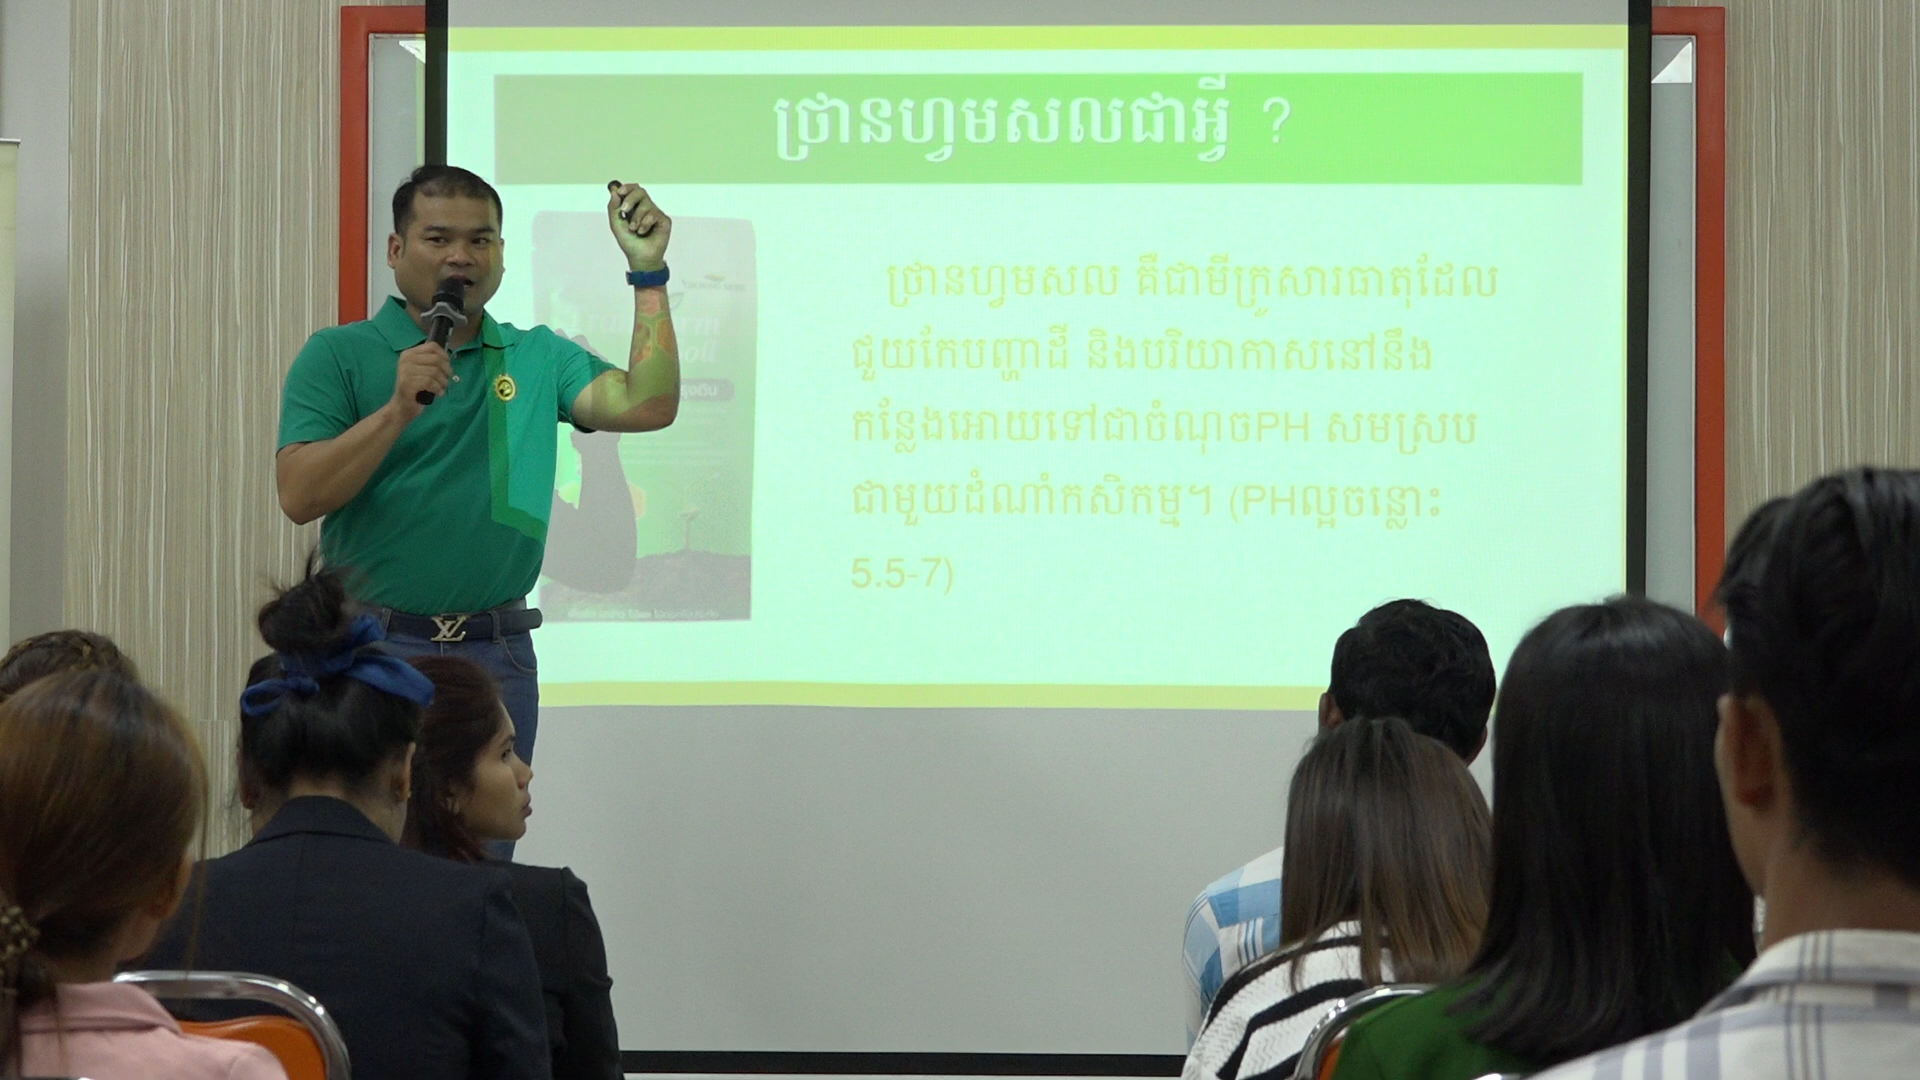 ថ្រានហ្វមសលជាអ្វី ?
ថ្រានហ្វមសល គឺជាមីក្រូសារធាតុដែល
ជួយកែបញ្ហាដី និងបរិយាកាសនៅនឹង
កន្លែងអោយទៅជាចំណុចPH សមស្រប
ជាមួយដំណាំកសិកម្ម។ (PHល្អចន្លោះ
5.5-7)